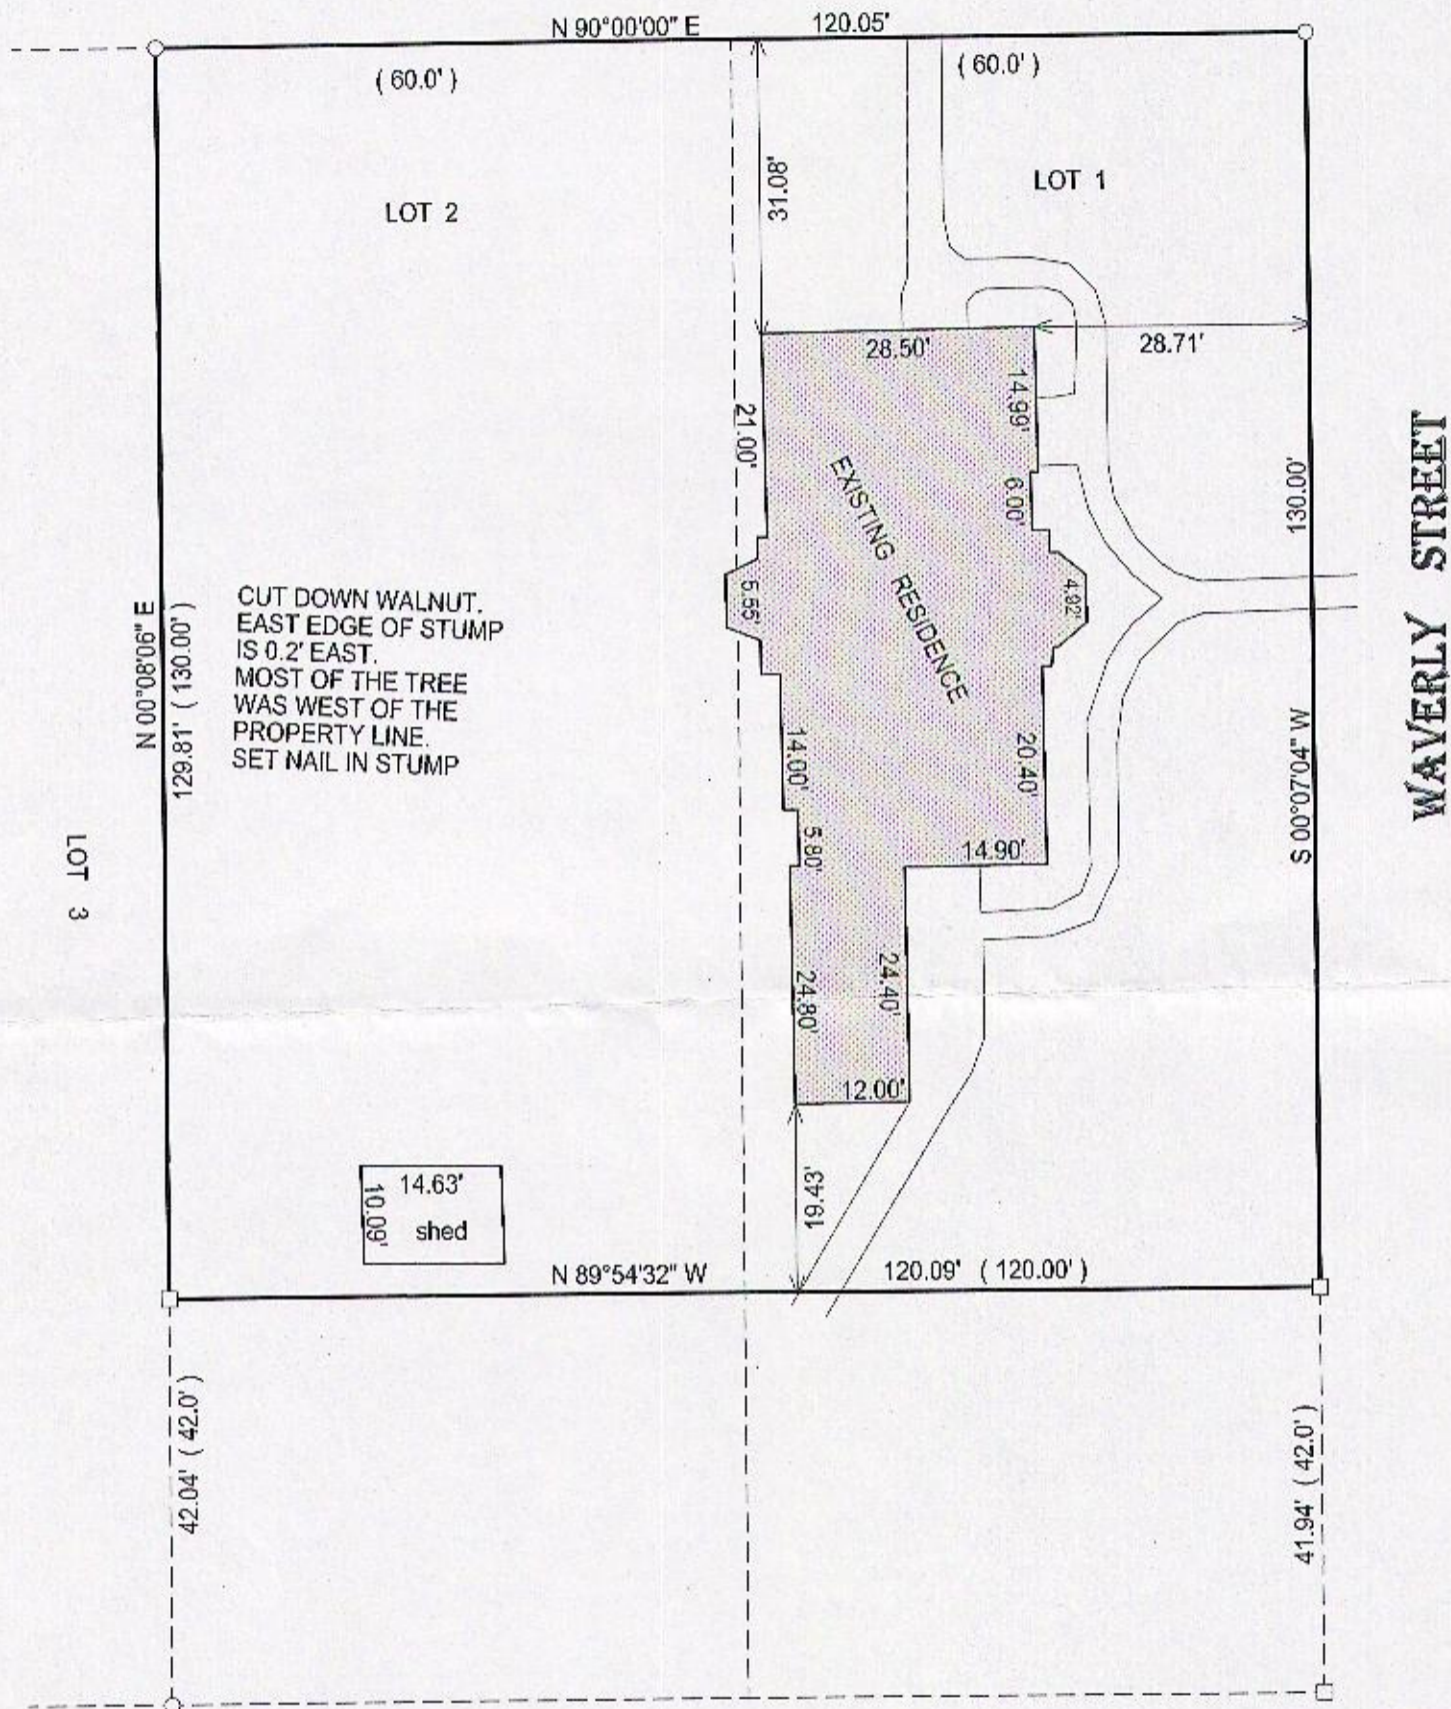 N 90°00'00" E 120.05'
( 60.0' ) ( 60.0' )
LOT 2
31.08'
LOT 1
28.50'
28.71'
21.00'
14.99'
6.00'
EXISTING RESIDENCE
5.55'
4.92'
130.00'
S 00°07'04" W
WAVERLY STREET
N 00°08'06" E
129.81' ( 130.00' )
CUT DOWN WALNUT.
EAST EDGE OF STUMP
IS 0.2' EAST.
MOST OF THE TREE
WAS WEST OF THE
PROPERTY LINE.
SET NAIL IN STUMP
14.00'
20.40'
5.80'
14.90'
LOT 3
24.80'
24.40'
12.00'
19.43'
14.63'
10.09'
shed
N 89°54'32" W 120.09' ( 120.00' )
42.04' ( 42.0' )
41.94' ( 42.0' )